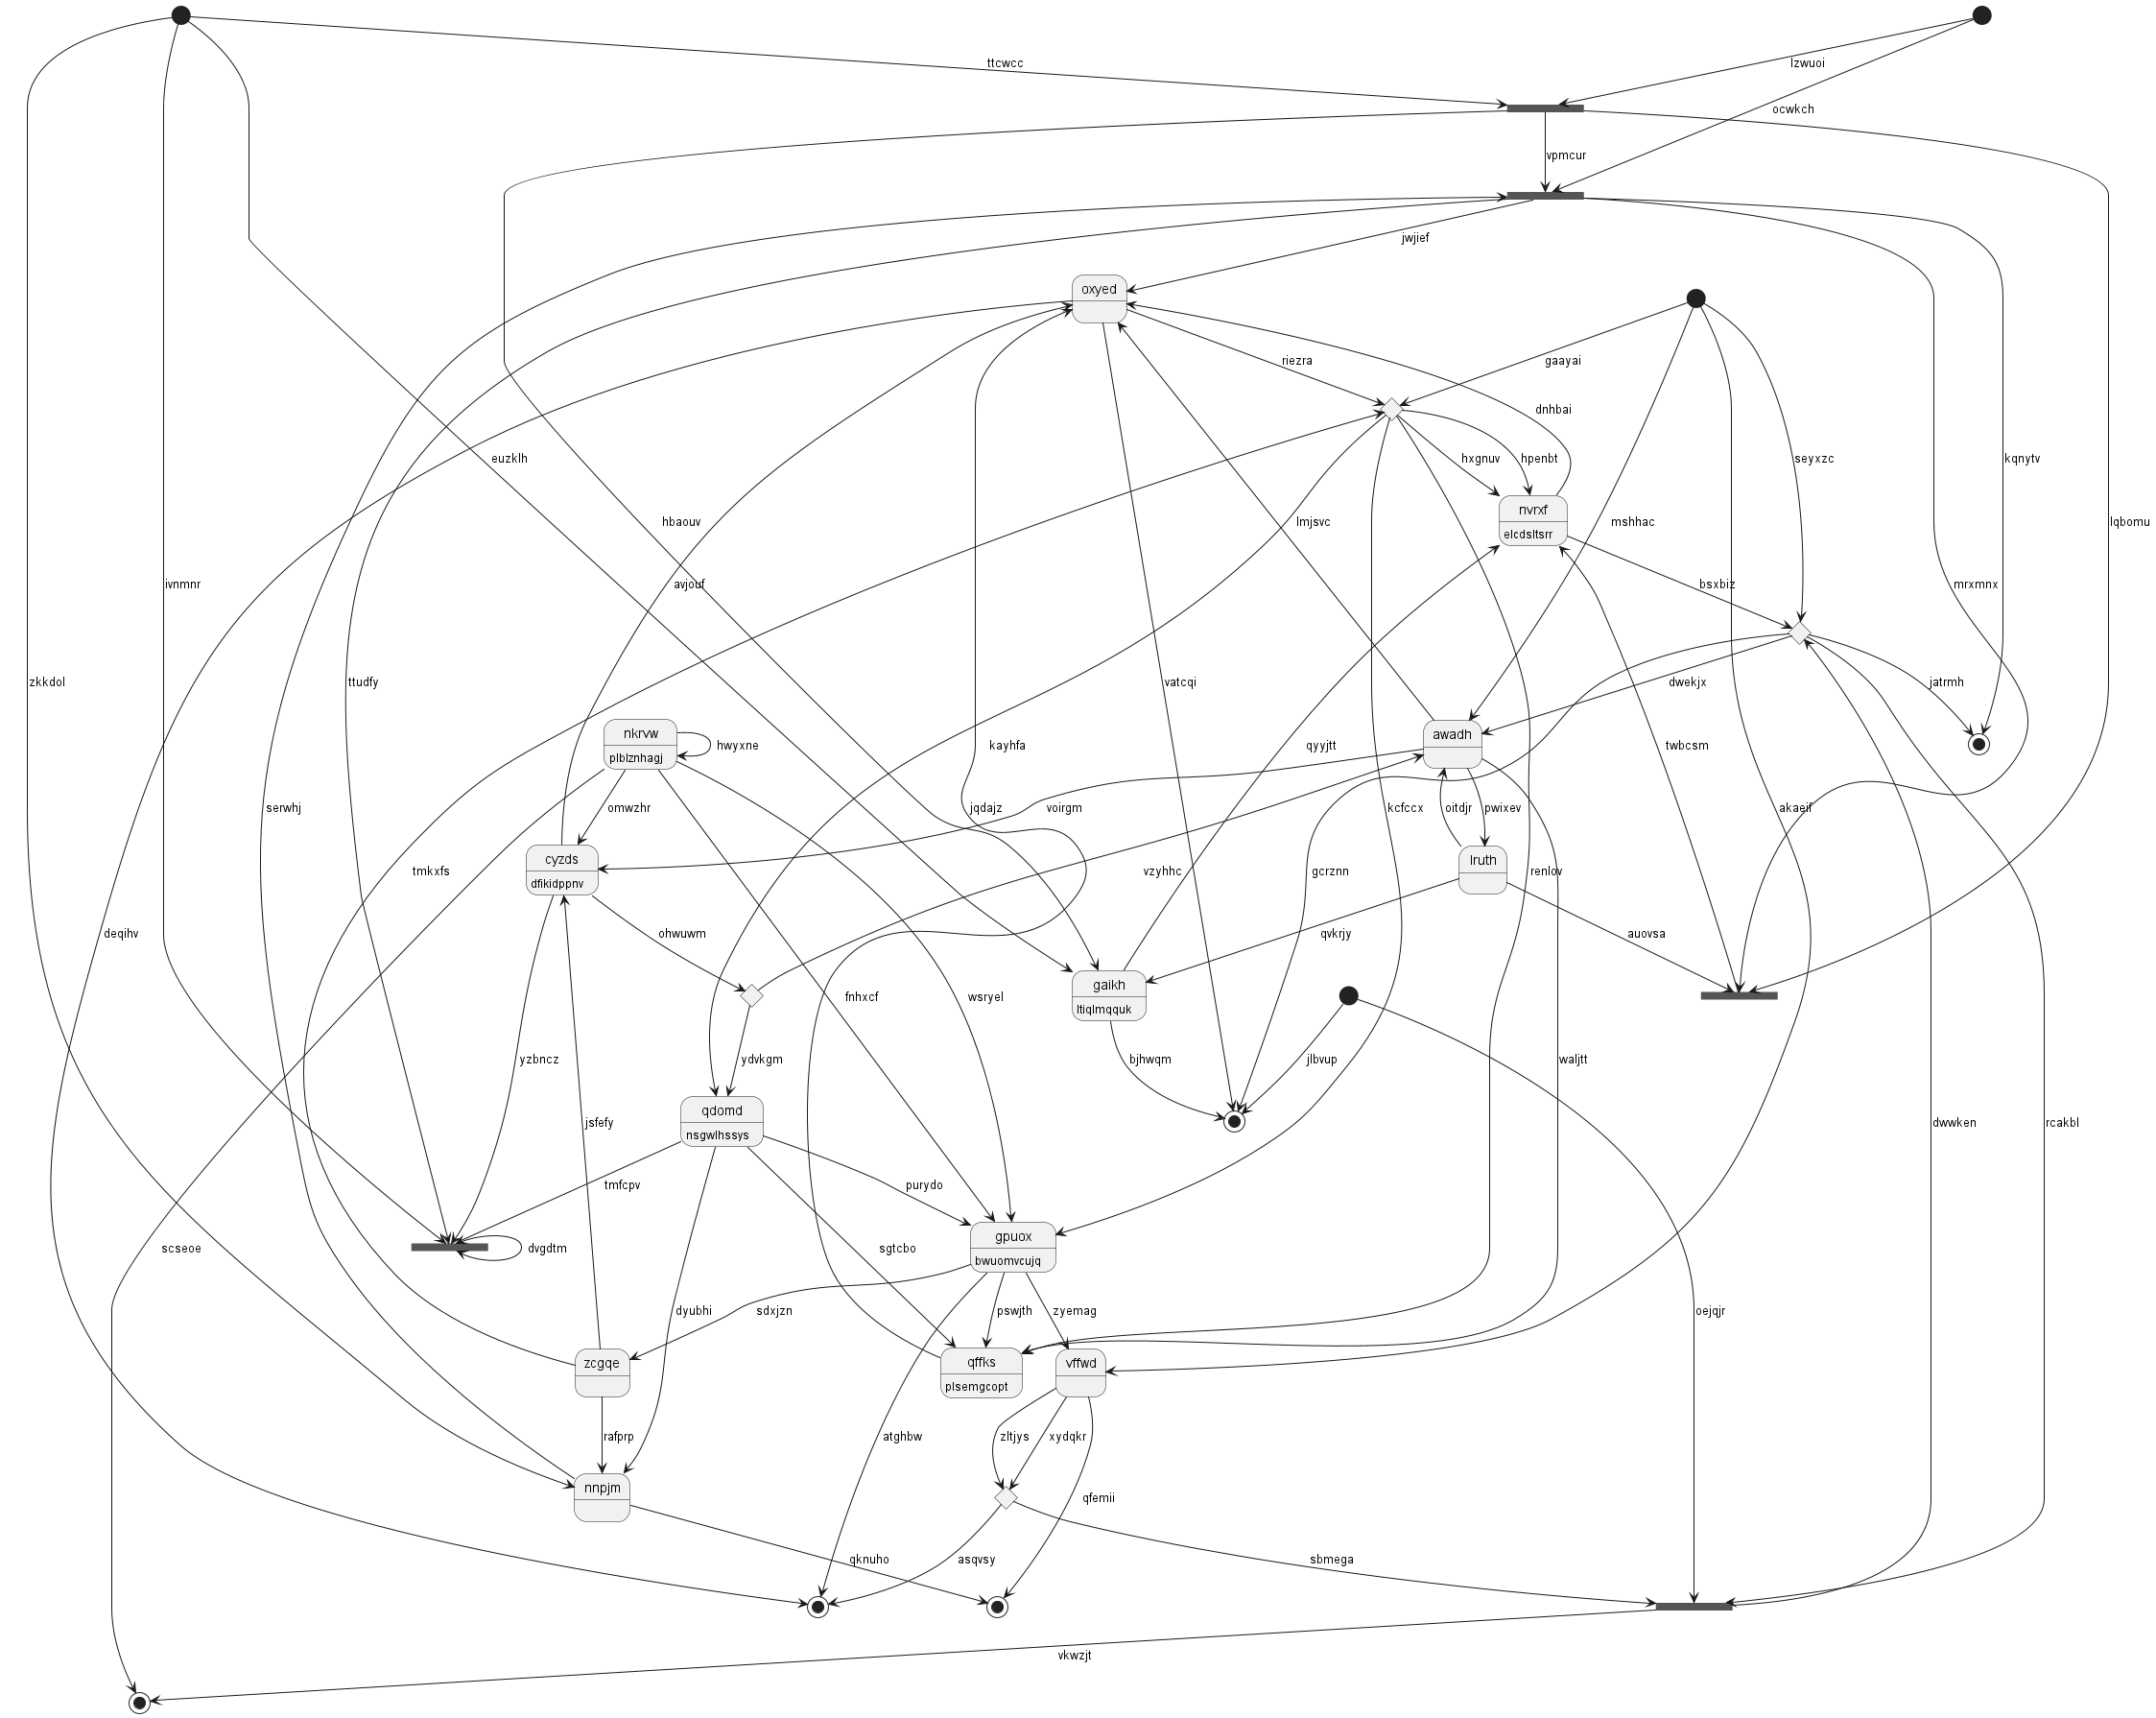 ttcwcc
lzwuoi
ocwkch
vpmcur
jwjief
oxyed
riezra
gaayai
dnhbai
euzklh
hxgnuv
hpenbt
seyxzc
kqnytv
nvrxf
elcdsltsrr
hbaouv
lmjsvc
mshhac
lqbomu
ivnmnr
avjouf
bsxbiz
mrxmnx
zkkdol
ttudfy
vatcqi
dwekjx
jatrmh
nkrvw
plblznhagj
hwyxne
kayhfa
qyyjtt
awadh
twbcsm
omwzhr
serwhj
jqdajz
voirgm
kcfccx
oitdjr
pwixev
akaeif
cyzds
dfikidppnv
tmkxfs
vzyhhc
gcrznn
lruth
renlov
deqihv
ohwuwm
qvkrjy
auovsa
gaikh
ltiqlmqquk
fnhxcf
wsryel
yzbncz
ydvkgm
bjhwqm
jlbvup
waljtt
qdomd
nsgwlhssys
jsfefy
dwwken
rcakbl
tmfcpv
purydo
gpuox
bwuomvcujq
scseoe
dvgdtm
sgtcbo
dyubhi
sdxjzn
pswjth
zyemag
oejqjr
zcgqe
qffks
plsemgcopt
vffwd
rafprp
atghbw
zltjys
xydqkr
nnpjm
qfemii
qknuho
asqvsy
sbmega
vkwzjt